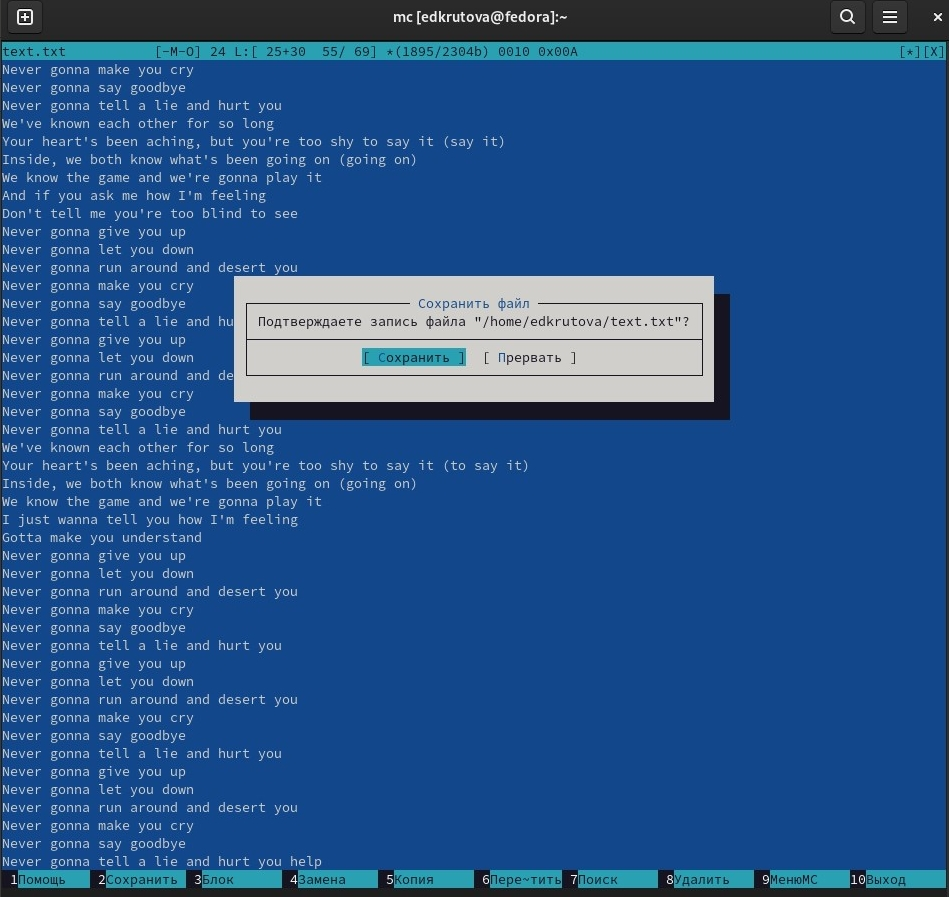 mc [edkrutova@fedora]:~
text.txt [-M-O] 24 L:[ 25+30 55/ 69] *(1895/2304b) 0010 0x00A [*][X]
Never gonna make you cry
Never gonna say goodbye
Never gonna tell a lie and hurt you
We've known each other for so long
Your heart's been aching, but you're too shy to say it (say it)
Inside, we both know what's been going on (going on)
We know the game and we're gonna play it
And if you ask me how I'm feeling
Don't tell me you're too blind to see
Never gonna give you up
Never gonna let you down
Never gonna run around and desert you
Never gonna make you cry
Never gonna say goodbye
Never gonna tell a lie and hu
Never gonna give you up
Never gonna let you down
Never gonna run around and de
Never gonna make you cry
Never gonna say goodbye
Сохранить файл
Подтверждаете запись файла "/home/edkrutova/text.txt"?
[ Сохранить ] [ Прервать ]
Never gonna tell a lie and hurt you
We've known each other for so long
Your heart's been aching, but you're too shy to say it (to say it)
Inside, we both know what's been going on (going on)
We know the game and we're gonna play it
I just wanna tell you how I'm feeling
Gotta make you understand
Never gonna give you up
Never gonna let you down
Never gonna run around and desert you
Never gonna make you cry
Never gonna say goodbye
Never gonna tell a lie and hurt you
Never gonna give you up
Never gonna let you down
Never gonna run around and desert you
Never gonna make you cry
Never gonna say goodbye
Never gonna tell a lie and hurt you
Never gonna give you up
Never gonna let you down
Never gonna run around and desert you
Never gonna make you cry
Never gonna say goodbye
Never gonna tell a lie and hurt you help
1Помощь 2Сохранить 3Блок 4Замена 5Копия 6Пере~тить 7Поиск 8Удалить 9МенюМС 10Выход